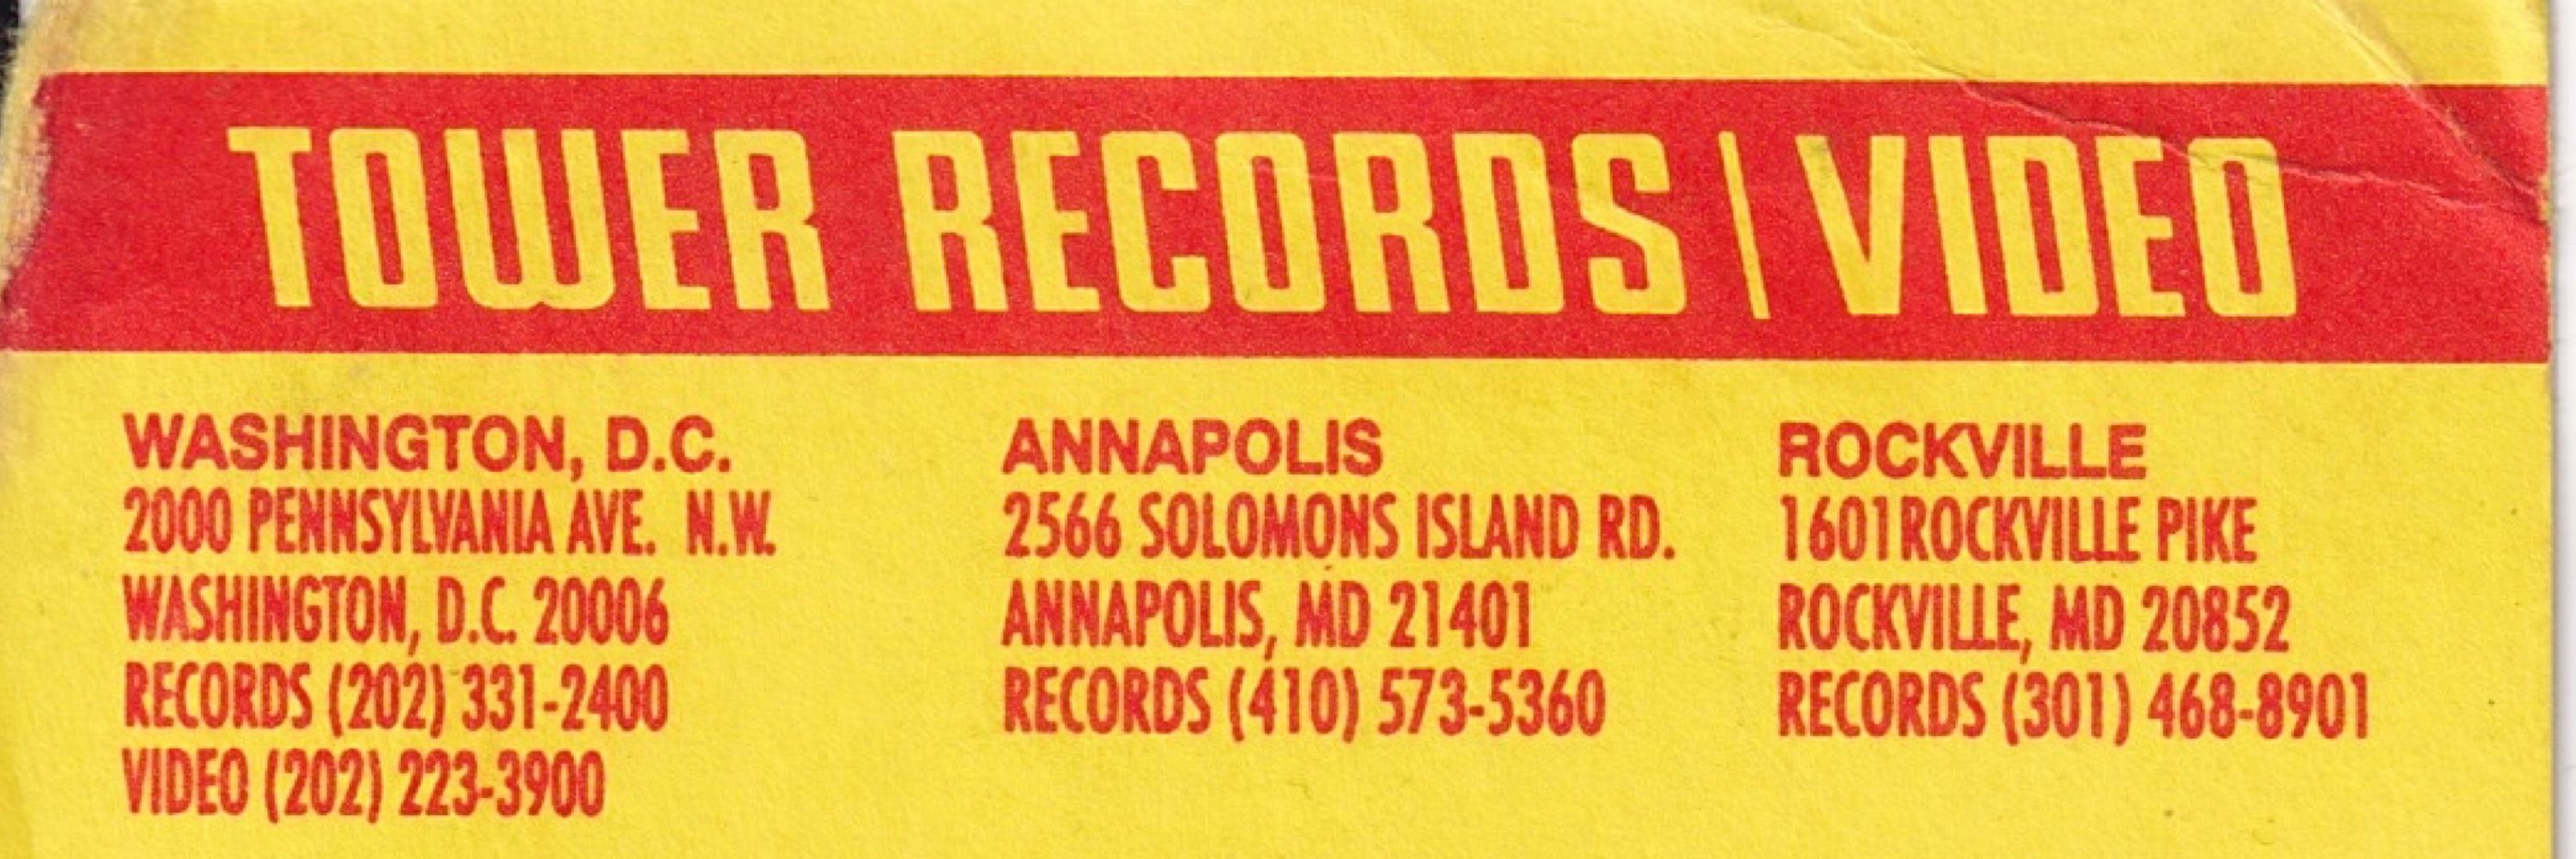 TOWER RECORDS | VIDEO
WASHINGTON, D.C.
2000 PENNSYLVANIA AVE. N.W.
WASHINGTON, D.C. 20006
RECORDS (202) 331-2400
VIDEO (202) 223-3900
ANNAPOLIS
2566 SOLOMONS ISLAND RD.
ANNAPOLIS, MD 21401
RECORDS (410) 573-5360
ROCKVILLE
1601 ROCKVILLE PIKE
ROCKVILLE, MD 20852
RECORDS (301) 468-8901